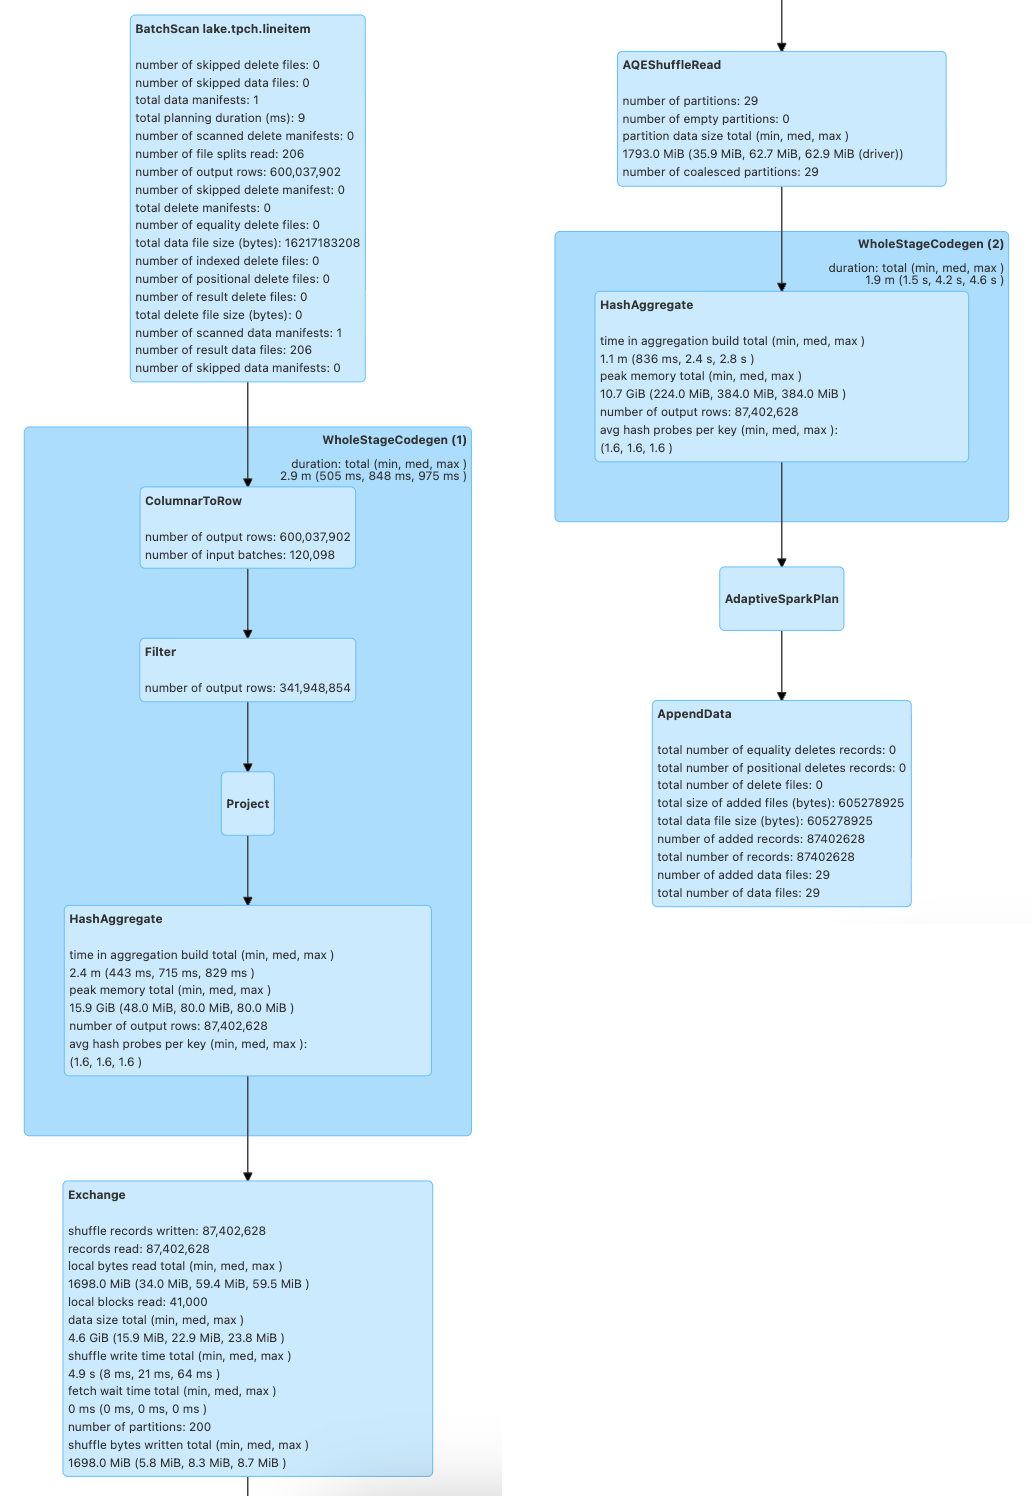 BatchScan lake.tpch.lineitem
number of skipped delete files: 0
number of skipped data files: 0
total data manifests: 1
total planning duration (ms): 9
number of scanned delete manifests: 0
number of file splits read: 206
number of output rows: 600,037,902
number of skipped delete manifest: 0
total delete manifests: 0
number of equality delete files: 0
total data file size (bytes): 16217183208
number of indexed delete files: 0
number of positional delete files: 0
number of result delete files: 0
total delete file size (bytes): 0
number of scanned data manifests: 1
number of result data files: 206
number of skipped data manifests: 0
WholeStageCodegen (1)
duration: total (min, med, max )
2.9 m (505 ms, 848 ms, 975 ms )
ColumnarToRow
number of output rows: 600,037,902
number of input batches: 120,098
Filter
number of output rows: 341,948,854
Project
HashAggregate
time in aggregation build total (min, med, max )
2.4 m (443 ms, 715 ms, 829 ms )
peak memory total (min, med, max )
15.9 GiB (48.0 MiB, 80.0 MiB, 80.0 MiB )
number of output rows: 87,402,628
avg hash probes per key (min, med, max ):
(1.6, 1.6, 1.6 )
Exchange
shuffle records written: 87,402,628
records read: 87,402,628
local bytes read total (min, med, max )
1698.0 MiB (34.0 MiB, 59.4 MiB, 59.5 MiB )
local blocks read: 41,000
data size total (min, med, max )
4.6 GiB (15.9 MiB, 22.9 MiB, 23.8 MiB )
shuffle write time total (min, med, max )
4.9 s (8 ms, 21 ms, 64 ms )
fetch wait time total (min, med, max )
0 ms (0 ms, 0 ms, 0 ms )
number of partitions: 200
shuffle bytes written total (min, med, max )
1698.0 MiB (5.8 MiB, 8.3 MiB, 8.7 MiB )
AQEShuffleRead
number of partitions: 29
number of empty partitions: 0
partition data size total (min, med, max )
1793.0 MiB (35.9 MiB, 62.7 MiB, 62.9 MiB (driver))
number of coalesced partitions: 29
WholeStageCodegen (2)
duration: total (min, med, max )
1.9 m (1.5 s, 4.2 s, 4.6 s )
HashAggregate
time in aggregation build total (min, med, max )
1.1 m (836 ms, 2.4 s, 2.8 s )
peak memory total (min, med, max )
10.7 GiB (224.0 MiB, 384.0 MiB, 384.0 MiB )
number of output rows: 87,402,628
avg hash probes per key (min, med, max ):
(1.6, 1.6, 1.6 )
AdaptiveSparkPlan
AppendData
total number of equality deletes records: 0
total number of positional deletes records: 0
total number of delete files: 0
total size of added files (bytes): 605278925
total data file size (bytes): 605278925
number of added records: 87402628
total number of records: 87402628
number of added data files: 29
total number of data files: 29